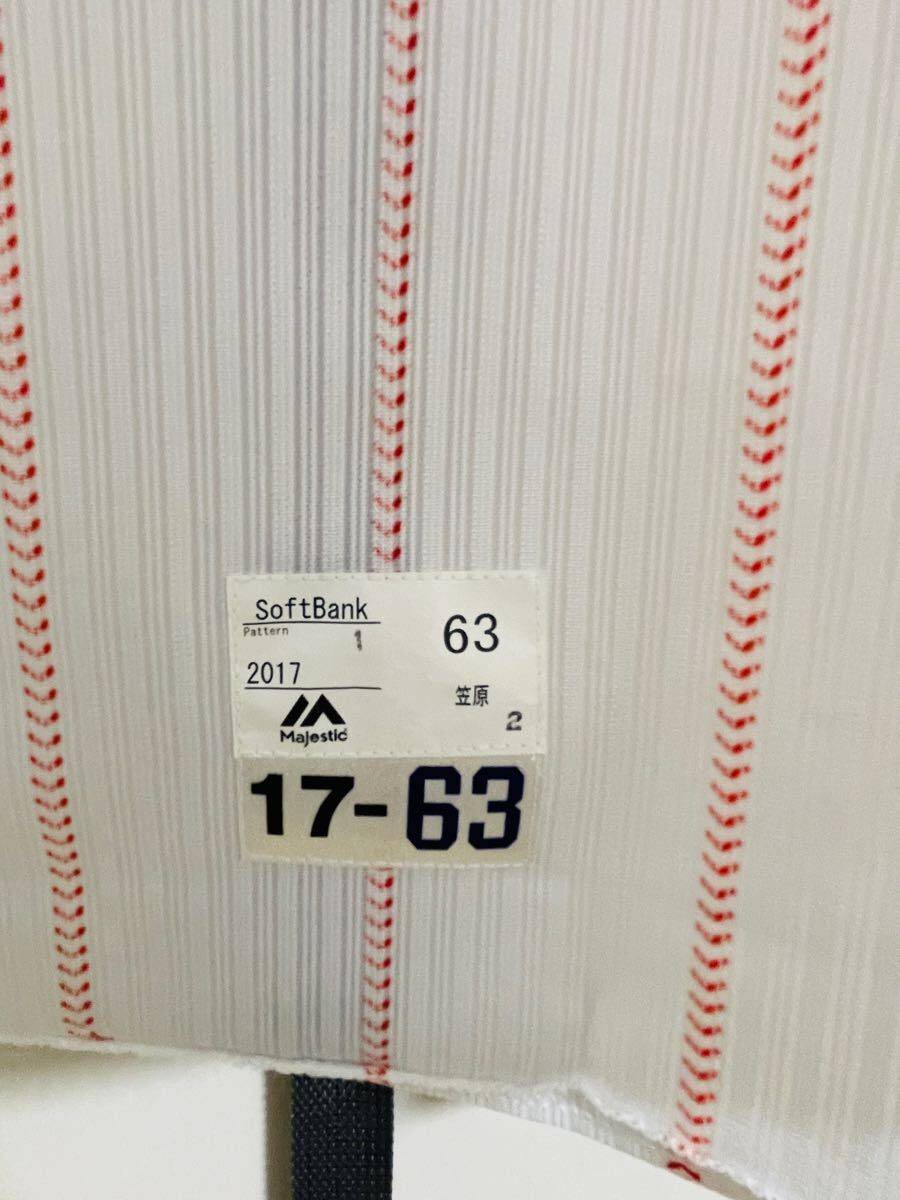 SoftBank
Pattern 1
63
2017
笠原
2
Majestic
17-63